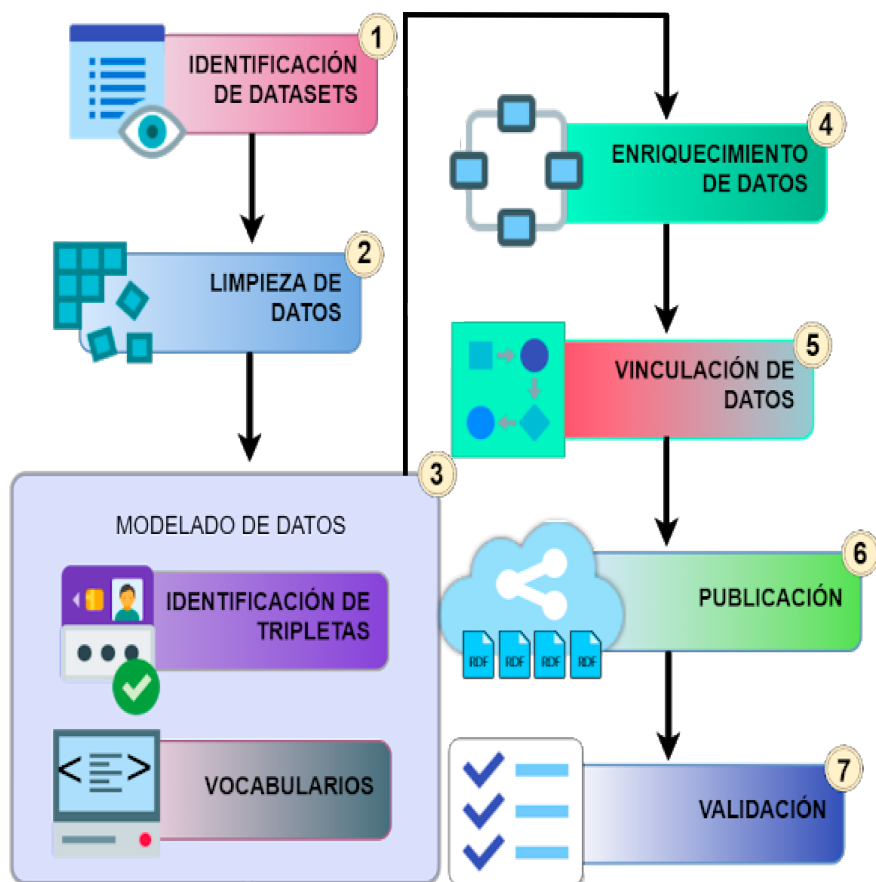 1
IDENTIFICACIÓN
DE DATASETS
2
LIMPIEZA DE
DATOS
3
MODELADO DE DATOS
IDENTIFICACIÓN DE
TRIPLETAS
< >
VOCABULARIOS
4
ENRIQUECIMIENTO
DE DATOS
5
VINCULACIÓN DE
DATOS
6
PUBLICACIÓN
RDF RDF RDF RDF
7
VALIDACIÓN